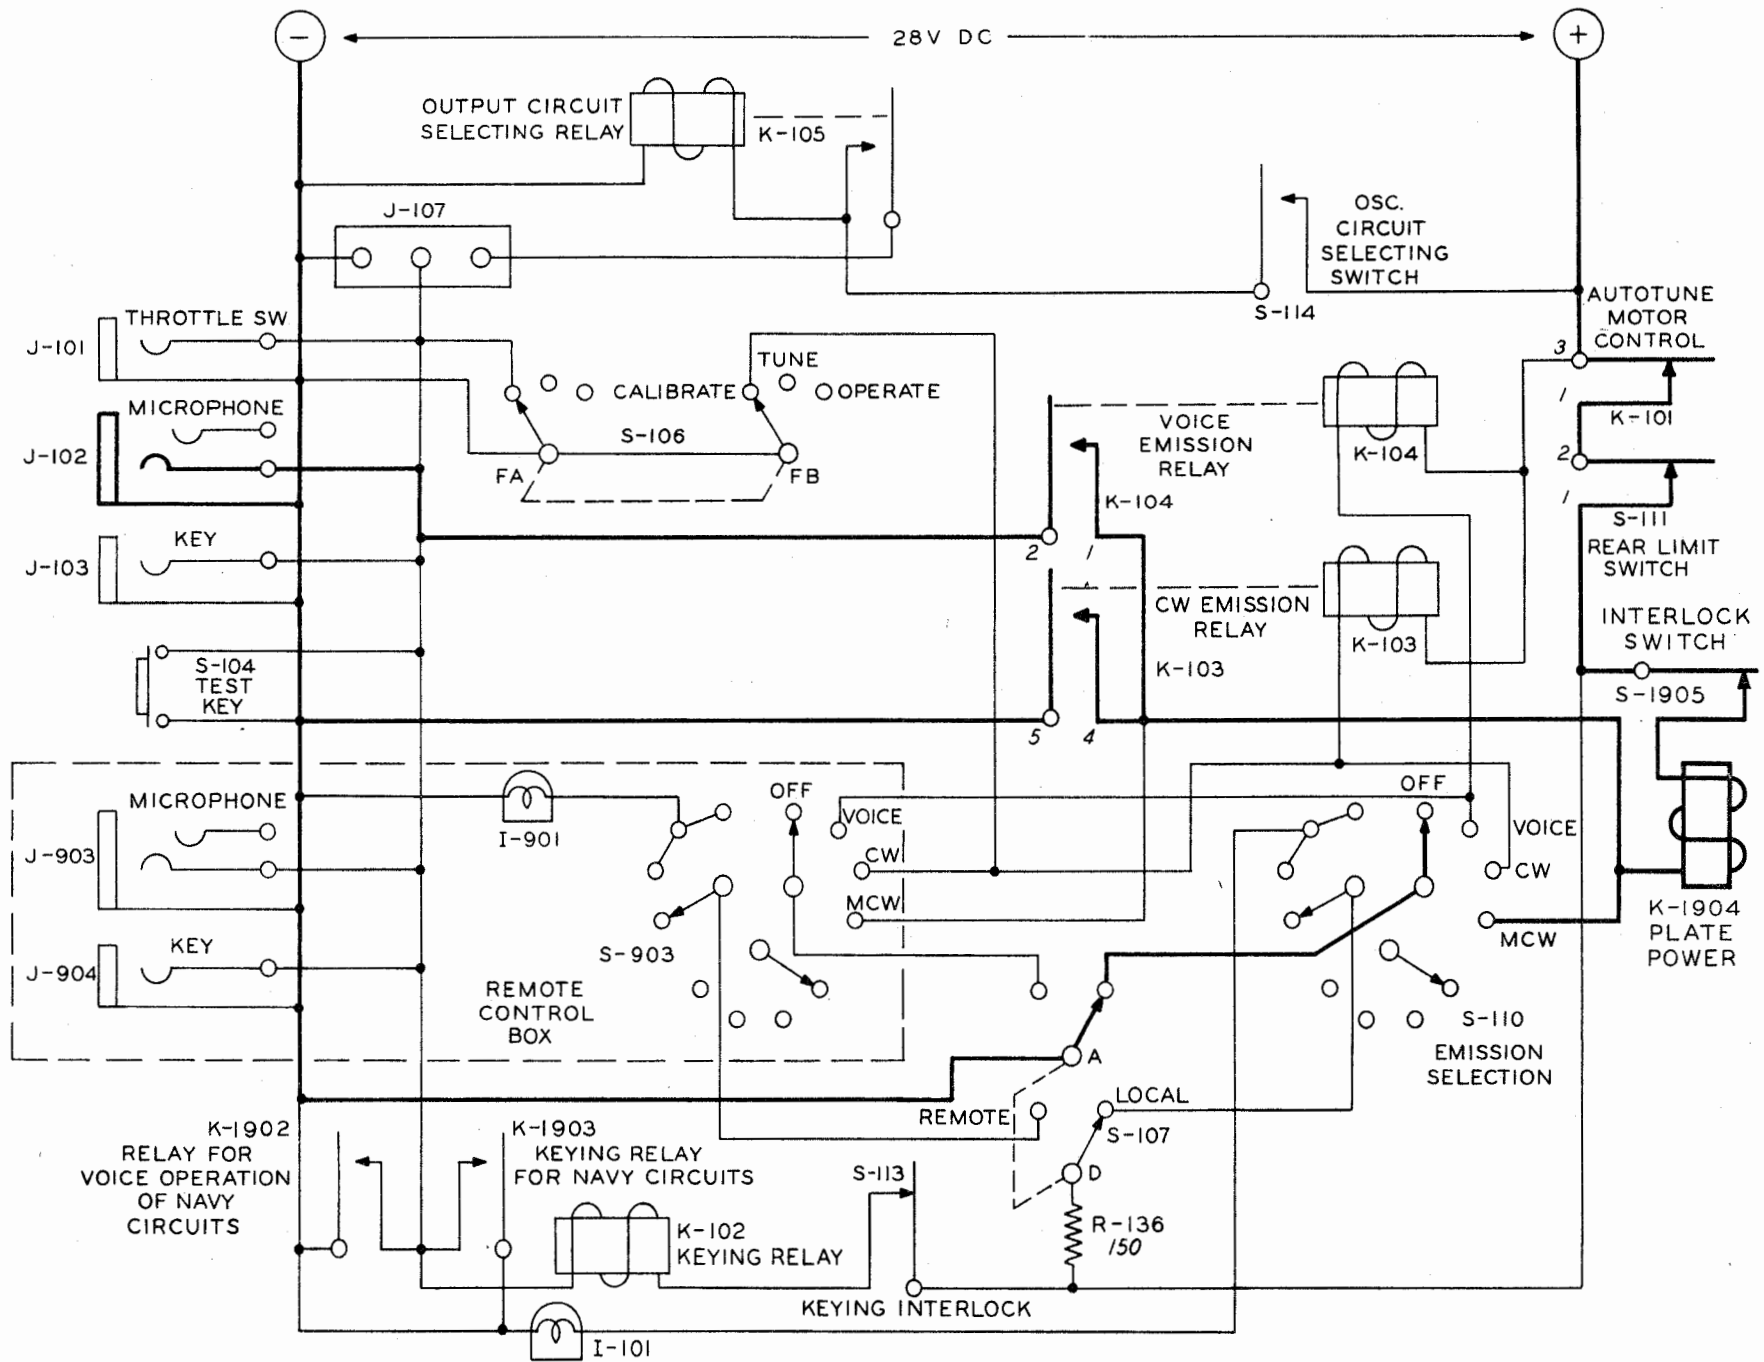 −
28V DC
+
OUTPUT CIRCUIT
SELECTING RELAY
K-105
J-107
OSC.
CIRCUIT
SELECTING
SWITCH
S-114
AUTOTUNE
MOTOR
CONTROL
THROTTLE SW
J-101
3
1
K-101
TUNE
CALIBRATE
OPERATE
MICROPHONE
J-102
S-106
FA
FB
VOICE
EMISSION
RELAY
K-104
K-104
2
1
S-111
REAR LIMIT
SWITCH
KEY
J-103
2
1
CW EMISSION
RELAY
K-103
K-103
INTERLOCK
SWITCH
S-1905
S-104
TEST
KEY
5
4
MICROPHONE
J-903
I-901
OFF
VOICE
CW
MCW
S-903
OFF
VOICE
CW
MCW
K-1904
PLATE
POWER
KEY
J-904
REMOTE
CONTROL
BOX
S-110
EMISSION
SELECTION
A
REMOTE
LOCAL
S-107
D
K-1902
RELAY FOR
VOICE OPERATION
OF NAVY
CIRCUITS
K-1903
KEYING RELAY
FOR NAVY CIRCUITS
S-113
R-136
150
K-102
KEYING RELAY
KEYING INTERLOCK
I-101